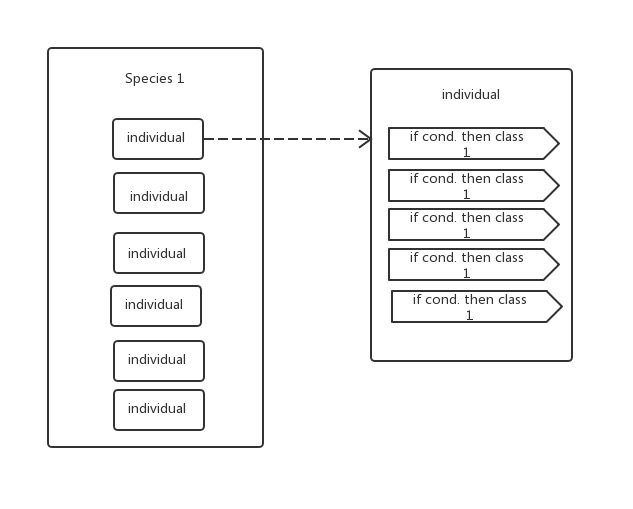 Species 1
individual
individual
individual
individual
individual
individual
individual
if cond. then class
1
if cond. then class
1
if cond. then class
1
if cond. then class
1
if cond. then class
1